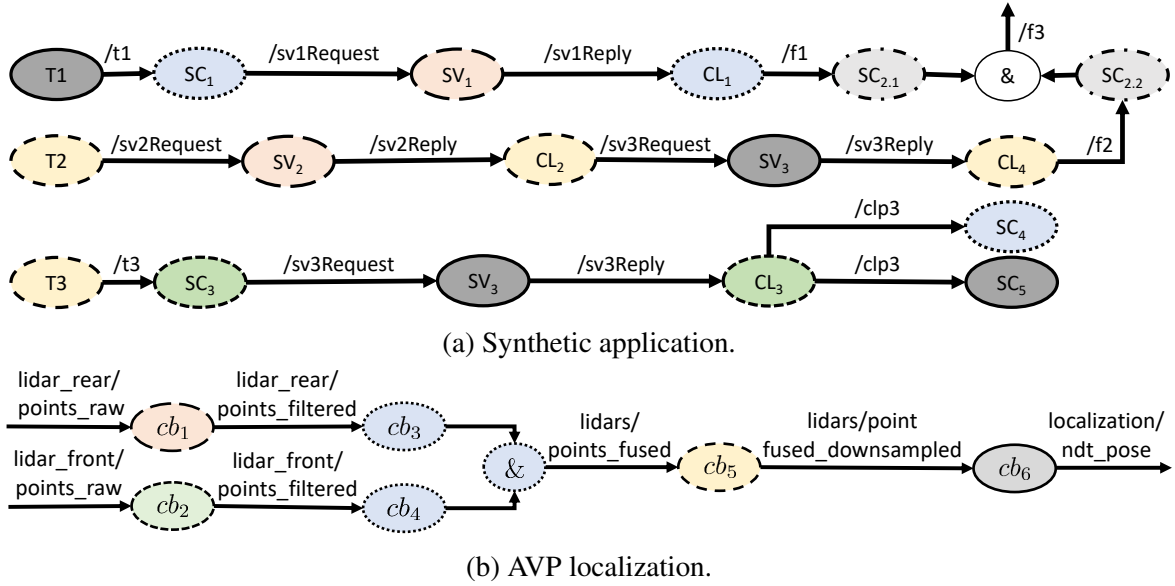 /t1 /sv1Request /sv1Reply /f1 /f3
T1 SC1 SV1 CL1 SC2.1 & SC2.2
/sv2Request /sv2Reply /sv3Request /sv3Reply /f2
T2 SV2 CL2 SV3 CL4
/clp3
SC4
/t3 /sv3Request /sv3Reply /clp3
T3 SC3 SV3 CL3 SC5
(a) Synthetic application.
lidar_rear/ lidar_rear/
points_raw points_filtered
cb1 cb3
lidars/ lidars/point localization/
points_fused fused_downsampled ndt_pose
& cb5 cb6
lidar_front/ lidar_front/
points_raw points_filtered
cb2 cb4
(b) AVP localization.